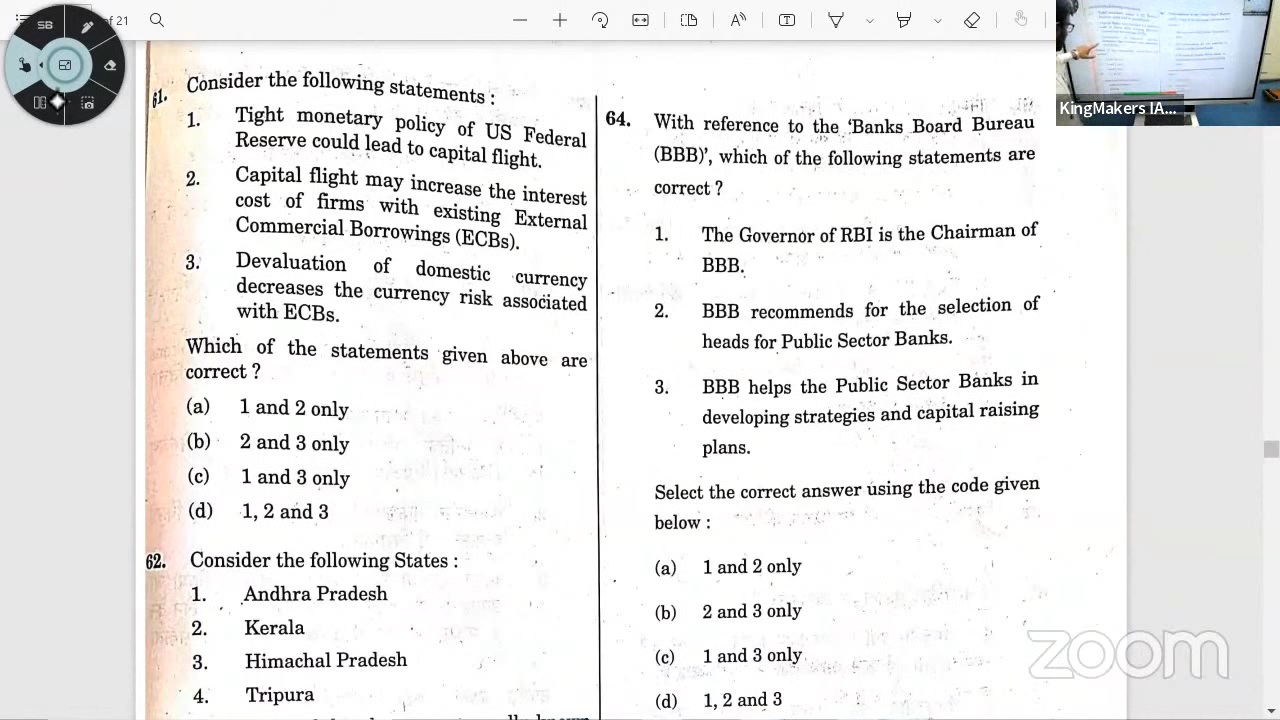 SB
of 21
KingMakers IA...
61. Consider the following statements :
1. Tight monetary policy of US Federal
Reserve could lead to capital flight.
2. Capital flight may increase the interest
cost of firms with existing External
Commercial Borrowings (ECBs).
3. Devaluation of domestic currency
decreases the currency risk associated
with ECBs.
Which of the statements given above are
correct ?
(a) 1 and 2 only
(b) 2 and 3 only
(c) 1 and 3 only
(d) 1, 2 and 3
62. Consider the following States :
1. Andhra Pradesh
2. Kerala
3. Himachal Pradesh
4. Tripura
64. With reference to the 'Banks Board Bureau
(BBB)', which of the following statements are
correct ?
1. The Governor of RBI is the Chairman of
BBB.
2. BBB recommends for the selection of
heads for Public Sector Banks.
3. BBB helps the Public Sector Banks in
developing strategies and capital raising
plans.
Select the correct answer using the code given
below :
(a) 1 and 2 only
(b) 2 and 3 only
(c) 1 and 3 only
(d) 1, 2 and 3
zoom